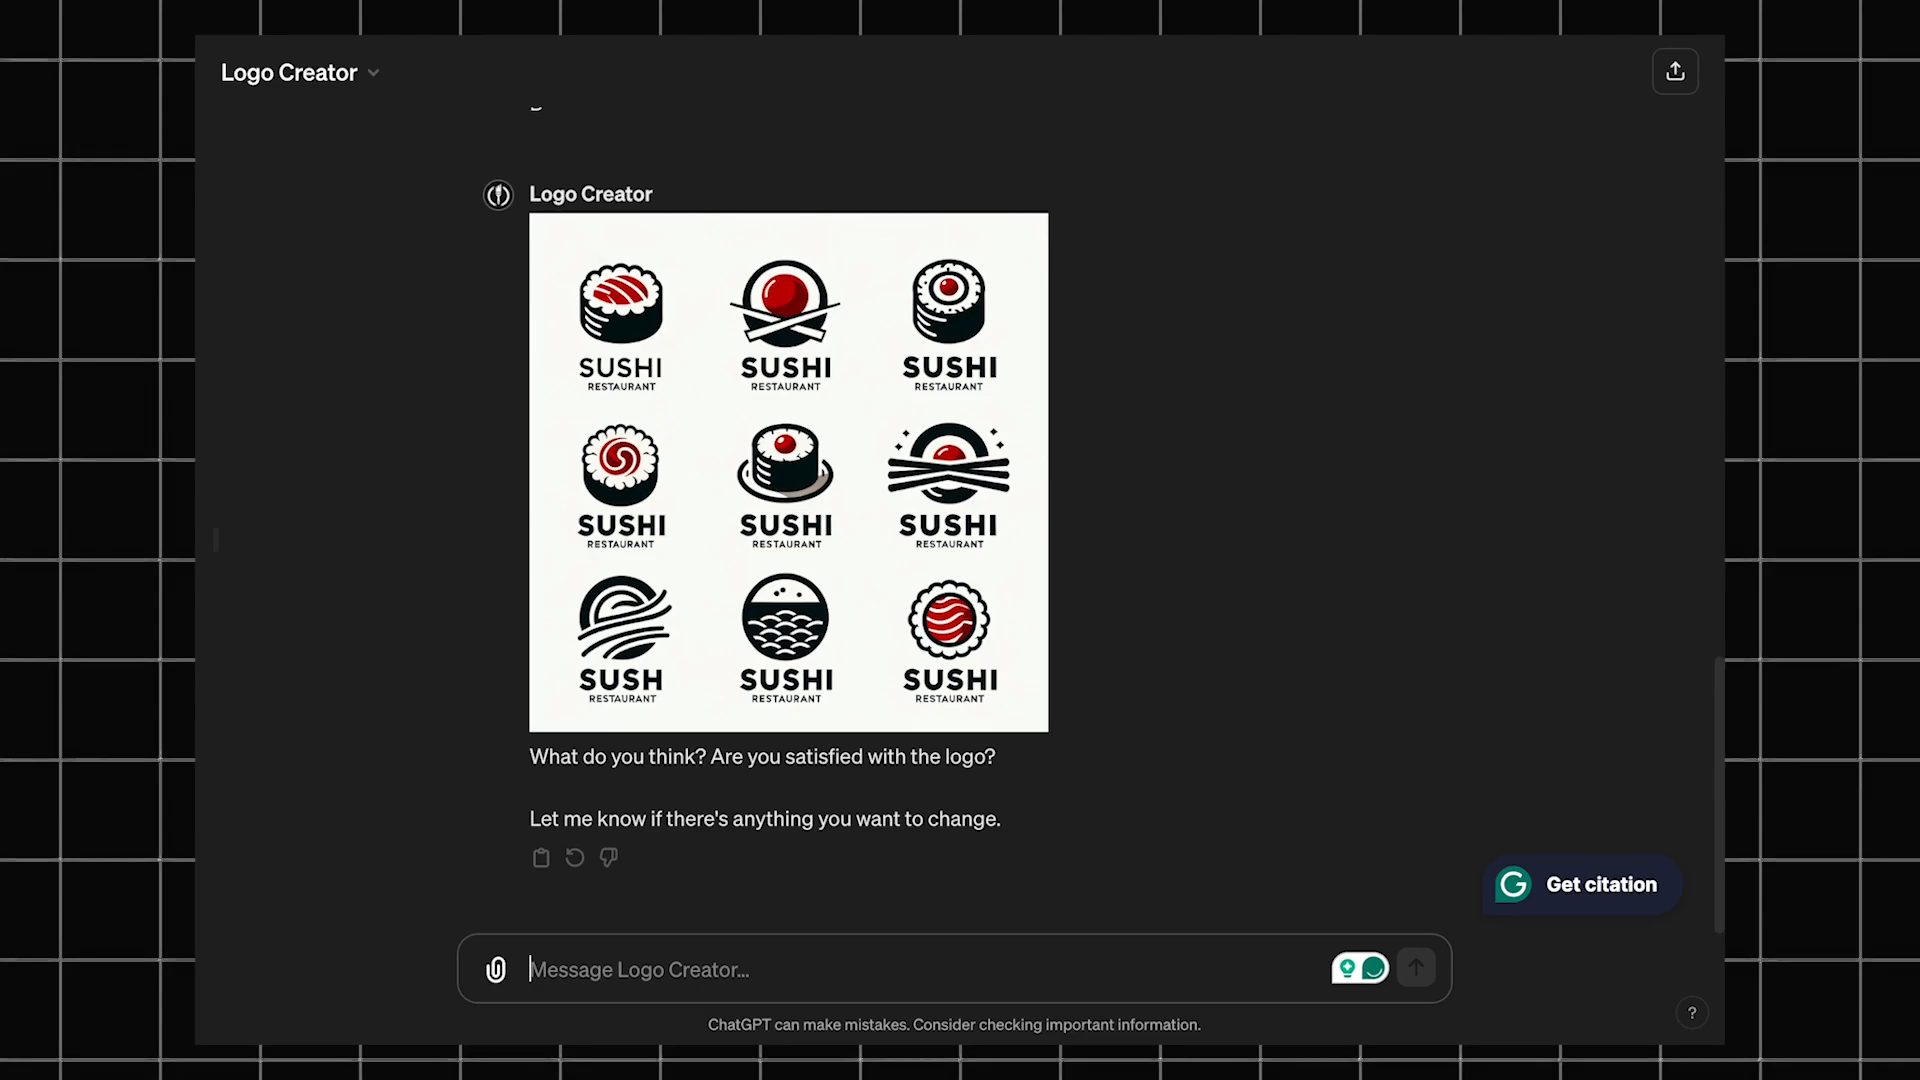 Logo Creator
Logo Creator
SUSHI
RESTAURANT
SUSHI
RESTAURANT
SUSHI
RESTAURANT
SUSHI
RESTAURANT
SUSHI
RESTAURANT
SUSHI
RESTAURANT
SUSH
RESTAURANT
SUSHI
RESTAURANT
SUSHI
RESTAURANT
What do you think? Are you satisfied with the logo?
Let me know if there's anything you want to change.
G Get citation
Message Logo Creator...
ChatGPT can make mistakes. Consider checking important information.
?